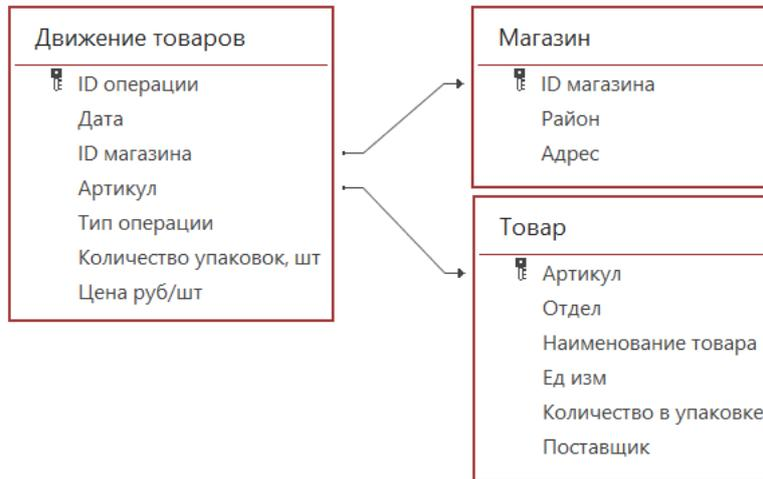 Движение товаров
ID операции
Дата
ID магазина
Артикул
Тип операции
Количество упаковок, шт
Цена руб/шт
Магазин
ID магазина
Район
Адрес
Товар
Артикул
Отдел
Наименование товара
Ед изм
Количество в упаковке
Поставщик